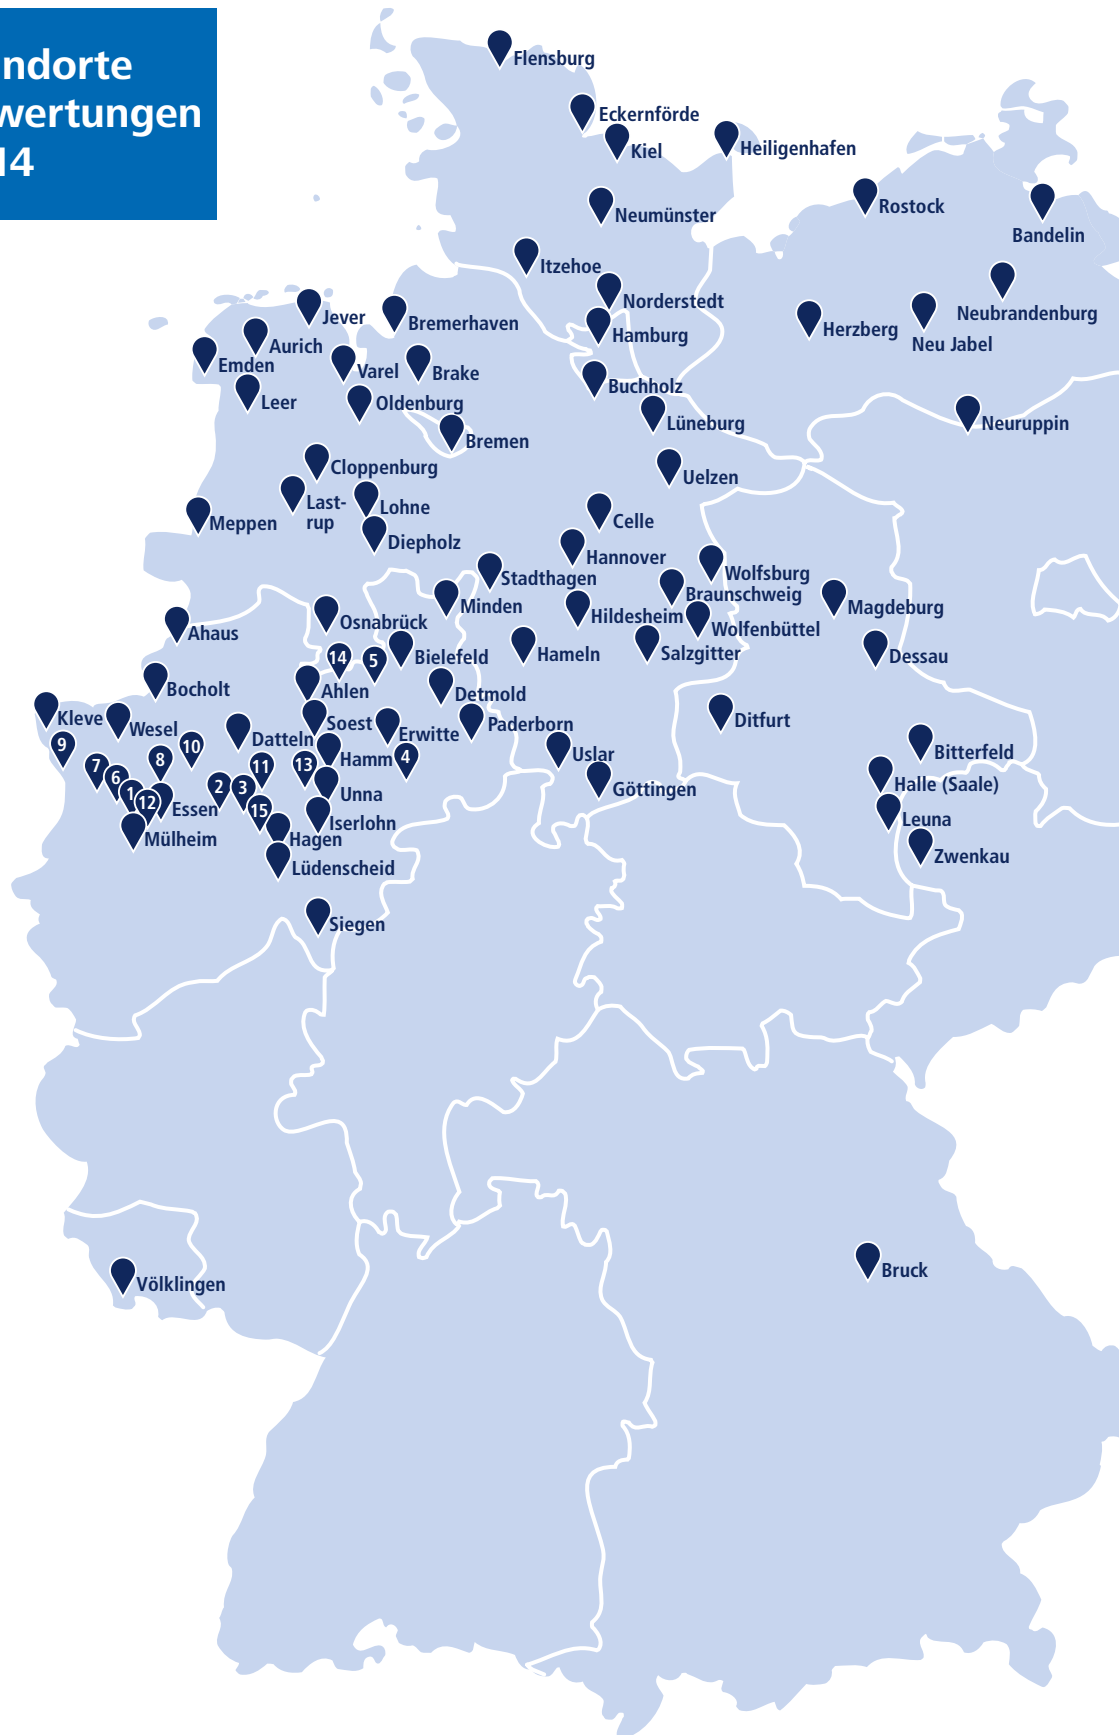 ndorte
wertungen
14
Flensburg
Eckernförde
Kiel
Heiligenhafen
Rostock
Neumünster
Bandelin
Itzehoe
Norderstedt
Neubrandenburg
Jever
Bremerhaven
Hamburg
Herzberg
Neu Jabel
Aurich
Emden
Varel
Brake
Buchholz
Leer
Oldenburg
Lüneburg
Neuruppin
Bremen
Cloppenburg
Uelzen
Last-
rup
Lohne
Meppen
Celle
Diepholz
Hannover
Stadthagen
Wolfsburg
Braunschweig
Minden
Magdeburg
Hildesheim
Osnabrück
Wolfenbüttel
Ahaus
Bielefeld
Hameln
Salzgitter
Dessau
14
5
Bocholt
Ahlen
Detmold
Kleve
Wesel
Soest
Erwitte
Paderborn
Ditfurt
9
10
Datteln
Hamm
4
Uslar
Bitterfeld
7
8
11
13
6
Halle (Saale)
2
3
Unna
Göttingen
1
12
Essen
15
Iserlohn
Leuna
Mülheim
Hagen
Zwenkau
Lüdenscheid
Siegen
Bruck
Völklingen